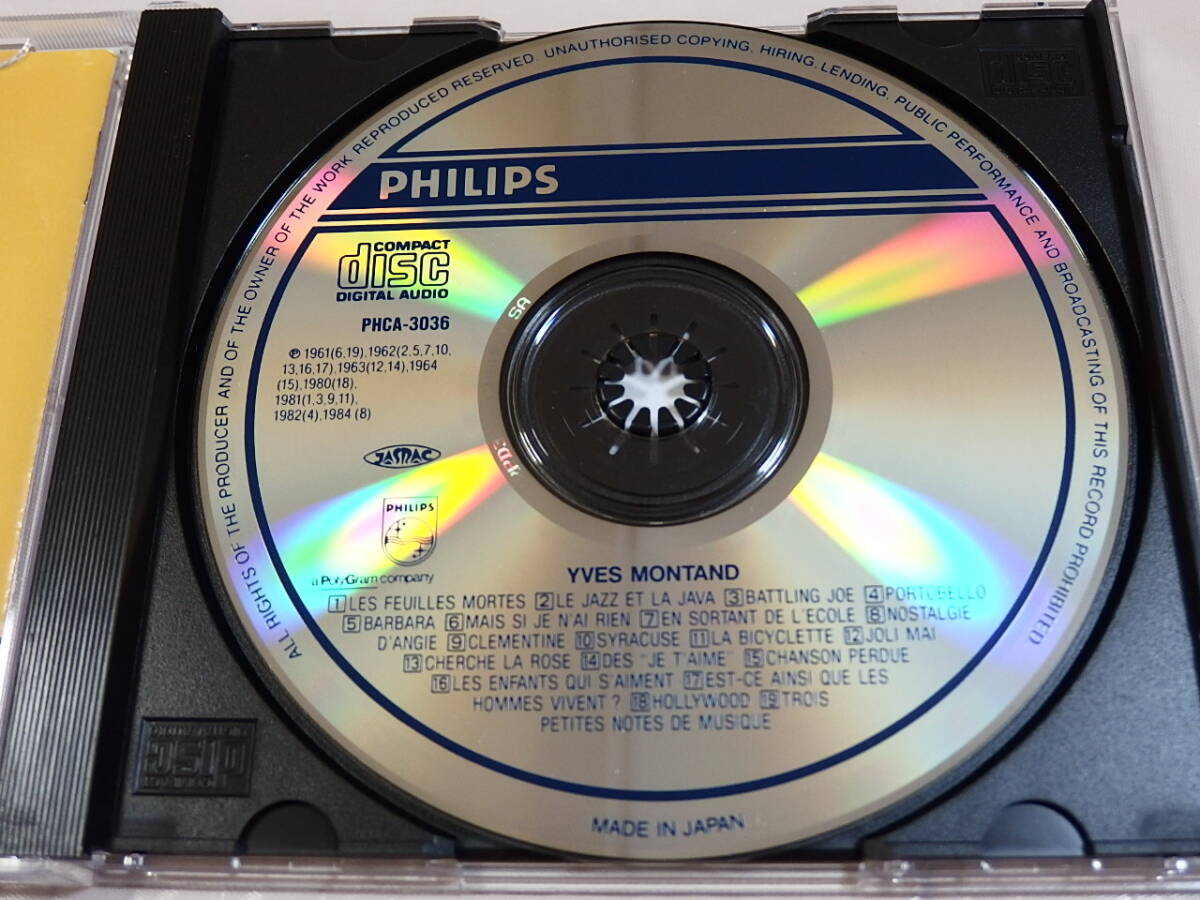 ALL RIGHTS OF THE PRODUCER AND OF THE OWNER OF THE WORK REPRODUCED RESERVED. UNAUTHORISED COPYING, HIRING, LENDING, PUBLIC PERFORMANCE AND BROADCASTING OF THIS RECORD PROHIBITED
PHILIPS
COMPACT
disc
DIGITAL AUDIO
PHCA-3036
SA
℗ 1961(6,19),1962(2,5,7,10,
13,16,17),1963(12,14),1964
(15),1980(18),
1981(1,3,9,11),
1982(4),1984 (8)
JASRAC
PHILIPS
a PolyGram company
YVES MONTAND
1 LES FEUILLES MORTES 2 LE JAZZ ET LA JAVA 3 BATTLING JOE 4 PORTOBELLO
5 BARBARA 6 MAIS SI JE N'AI RIEN 7 EN SORTANT DE L'ECOLE 8 NOSTALGIE
D'ANGIE 9 CLEMENTINE 10 SYRACUSE 11 LA BICYCLETTE 12 JOLI MAI
13 CHERCHE LA ROSE 14 DES "JE T'AIME" 15 CHANSON PERDUE
16 LES ENFANTS QUI S'AIMENT 17 EST-CE AINSI QUE LES
HOMMES VIVENT? 18 HOLLYWOOD 19 TROIS
PETITES NOTES DE MUSIQUE
MADE IN JAPAN